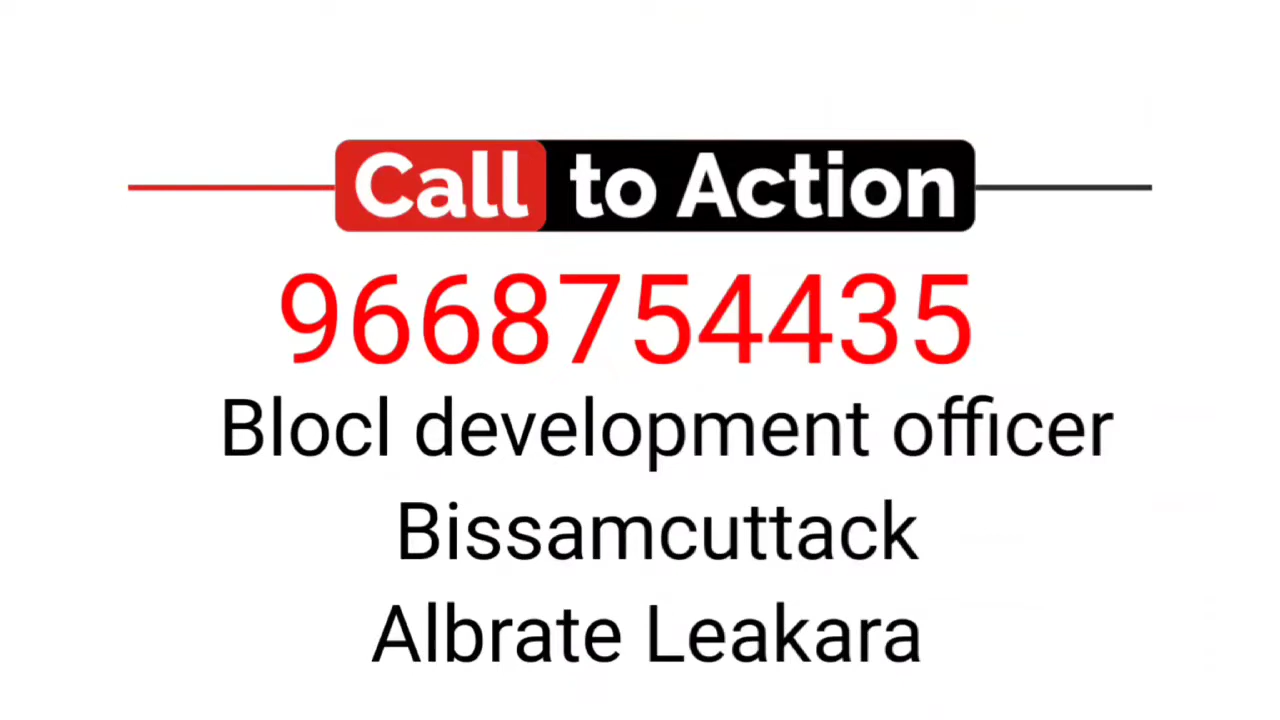 Call to Action
9668754435
Blocl development officer
Bissamcuttack
Albrate Leakara